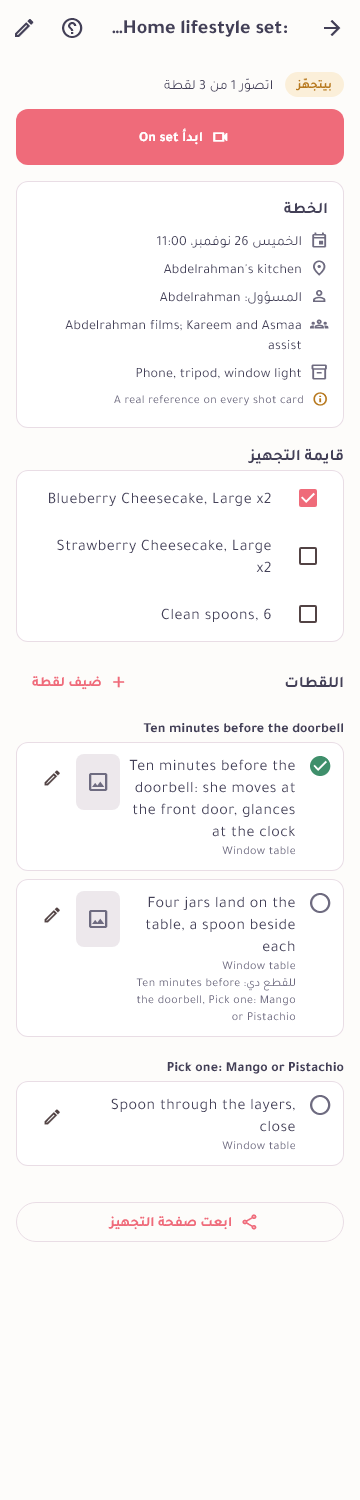 Home lifestyle set:...
بيتجهّز
اتصوّر 1 من 3 لقطة
ابدأ On set
الخطة
الخميس 26 نوفمبر، 11:00
Abdelrahman's kitchen
المسؤول: Abdelrahman
Abdelrahman films; Kareem and Asmaa
assist
Phone, tripod, window light
A real reference on every shot card
قايمة التجهيز
Blueberry Cheesecake, Large x2
Strawberry Cheesecake, Large
x2
Clean spoons, 6
اللقطات
ضيف لقطة
Ten minutes before the doorbell
Ten minutes before the
doorbell: she moves at
the front door, glances
at the clock
Window table
Four jars land on the
table, a spoon beside
each
Window table
للقطع دي: Ten minutes before
the doorbell, Pick one: Mango
or Pistachio
Pick one: Mango or Pistachio
Spoon through the layers,
close
Window table
ابعت صفحة التجهيز